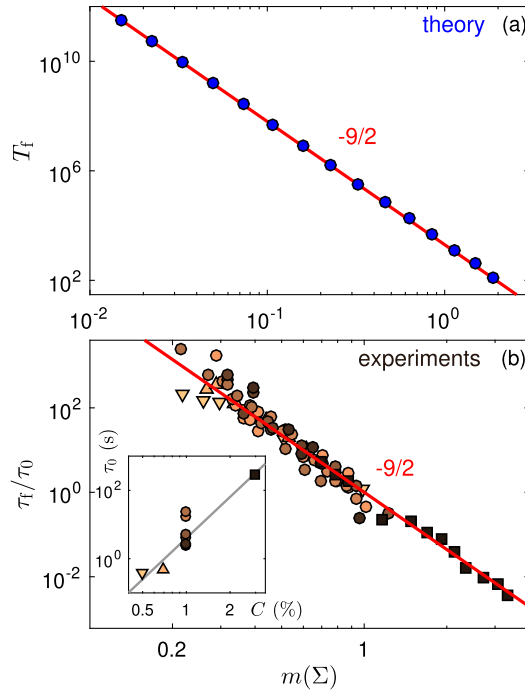 theory (a)
10^10
10^6
10^2
T_f
-9/2
10^-2 10^-1 10^0
experiments (b)
10^2
10^0
10^-2
τ_f/τ_0
-9/2
τ_0 (s)
10^2
10^0
0.5 1 2 C (%)
0.2 1
m(Σ)